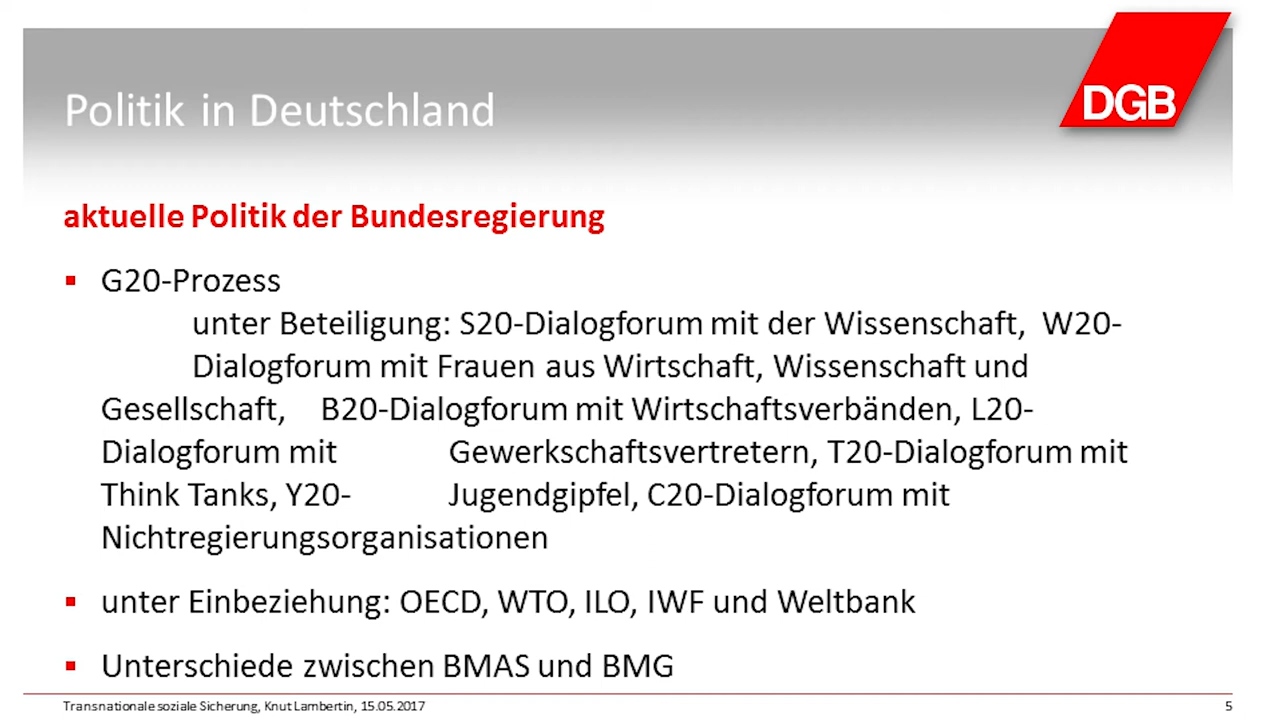 Politik in Deutschland
DGB
aktuelle Politik der Bundesregierung
▪ G20-Prozess
unter Beteiligung: S20-Dialogforum mit der Wissenschaft, W20-
Dialogforum mit Frauen aus Wirtschaft, Wissenschaft und
Gesellschaft, B20-Dialogforum mit Wirtschaftsverbänden, L20-
Dialogforum mit Gewerkschaftsvertretern, T20-Dialogforum mit
Think Tanks, Y20- Jugendgipfel, C20-Dialogforum mit
Nichtregierungsorganisationen
▪ unter Einbeziehung: OECD, WTO, ILO, IWF und Weltbank
▪ Unterschiede zwischen BMAS und BMG
Transnationale soziale Sicherung, Knut Lambertin, 15.05.2017
5